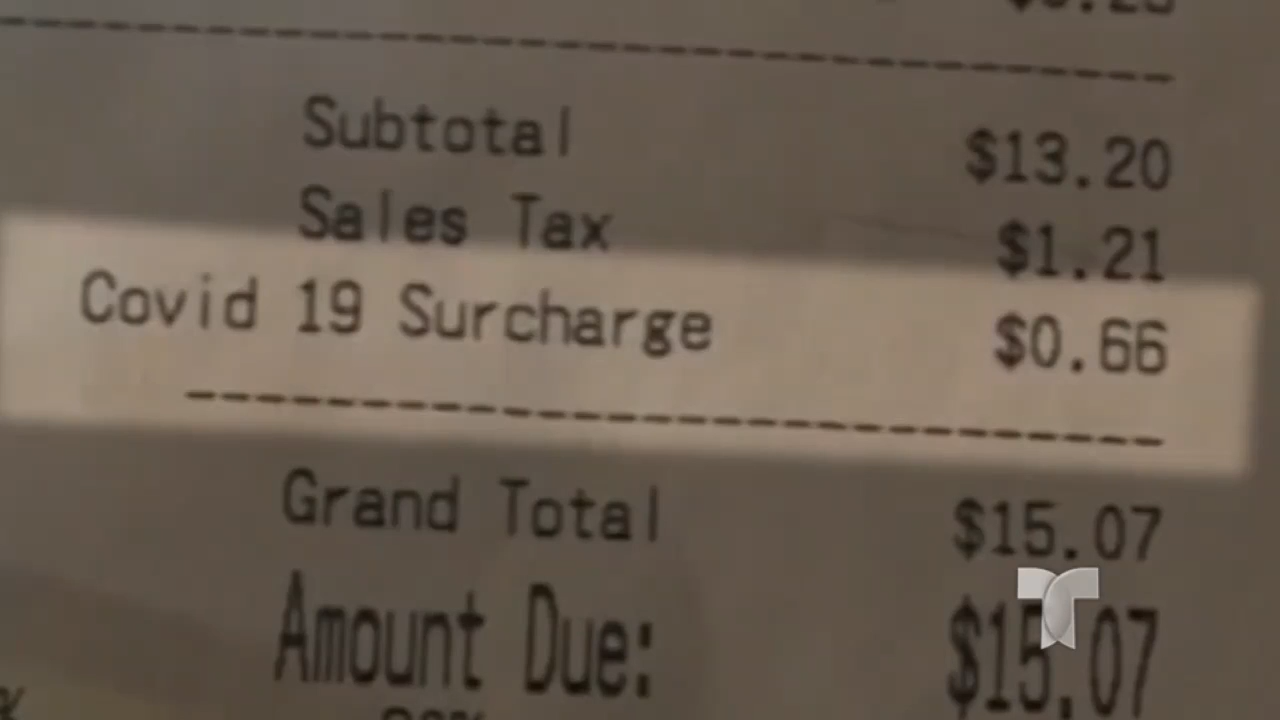 Subtotal $13.20
Sales Tax $1.21
Covid 19 Surcharge $0.66
Grand Total $15.07
Amount Due: $15.07